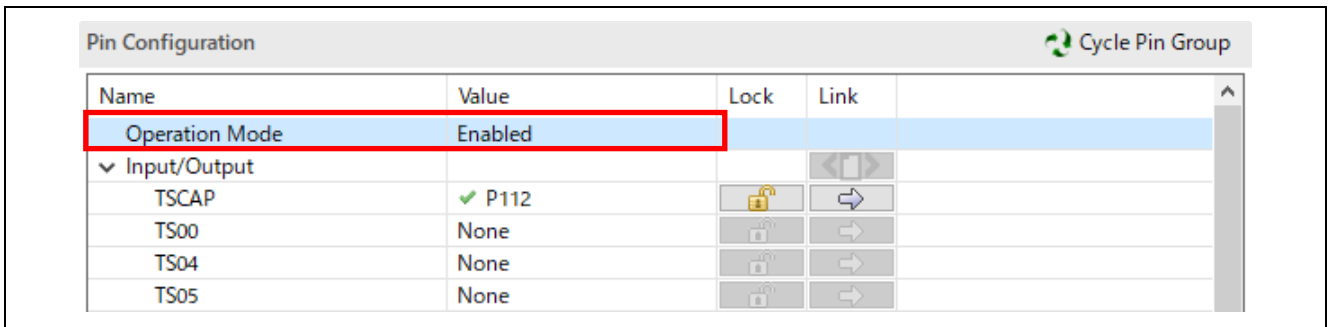 Pin Configuration Cycle Pin Group
Name Value Lock Link
Operation Mode Enabled
Input/Output
TSCAP P112
TS00 None
TS04 None
TS05 None